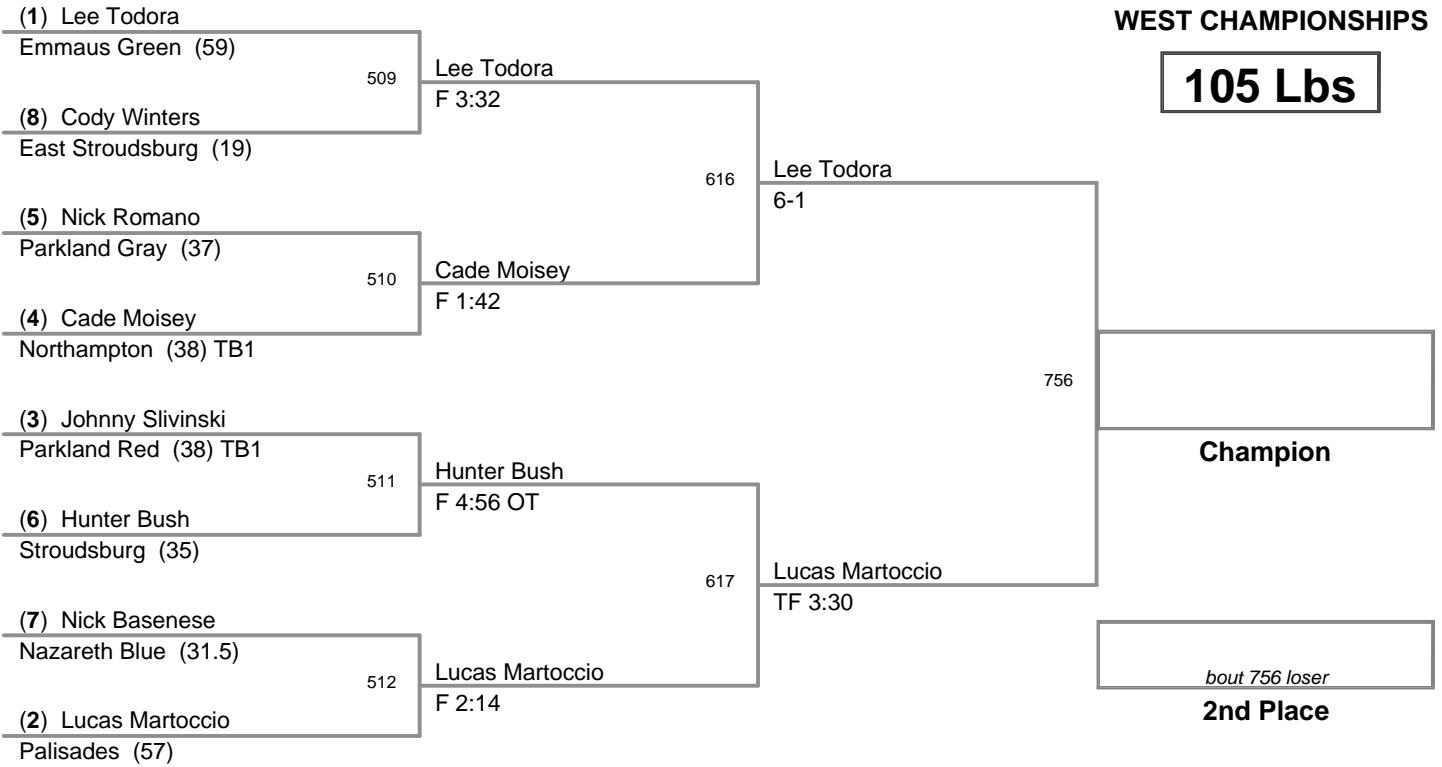 WEST CHAMPIONSHIPS
105 Lbs
(1) Lee Todora
Emmaus Green (59)
509
(8) Cody Winters
East Stroudsburg (19)
(5) Nick Romano
Parkland Gray (37)
510
(4) Cade Moisey
Northampton (38) TB1
(3) Johnny Slivinski
Parkland Red (38) TB1
511
(6) Hunter Bush
Stroudsburg (35)
(7) Nick Basenese
Nazareth Blue (31.5)
512
(2) Lucas Martoccio
Palisades (57)
Lee Todora
F 3:32
616
Cade Moisey
F 1:42
Hunter Bush
F 4:56 OT
617
Lucas Martoccio
F 2:14
Lee Todora
6-1
756
Lucas Martoccio
TF 3:30
Champion
bout 756 loser
2nd Place